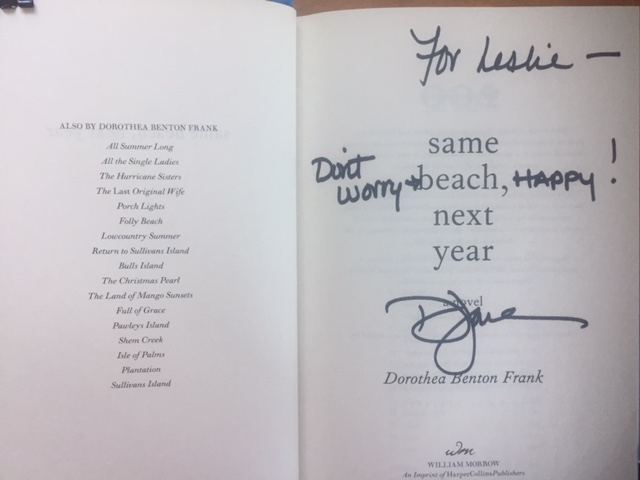 ALSO BY DOROTHEA BENTON FRANK
All Summer Long
All the Single Ladies
The Hurricane Sisters
The Last Original Wife
Porch Lights
Folly Beach
Lowcountry Summer
Return to Sullivans Island
Bulls Island
The Christmas Pearl
The Land of Mango Sunsets
Full of Grace
Pawleys Island
Shem Creek
Isle of Palms
Plantation
Sullivans Island
For Leslie —
same
Don't
Worry → beach, HAPPY!
next
year
a novel
Dorothea Benton Frank
wm
WILLIAM MORROW
An Imprint of HarperCollinsPublishers